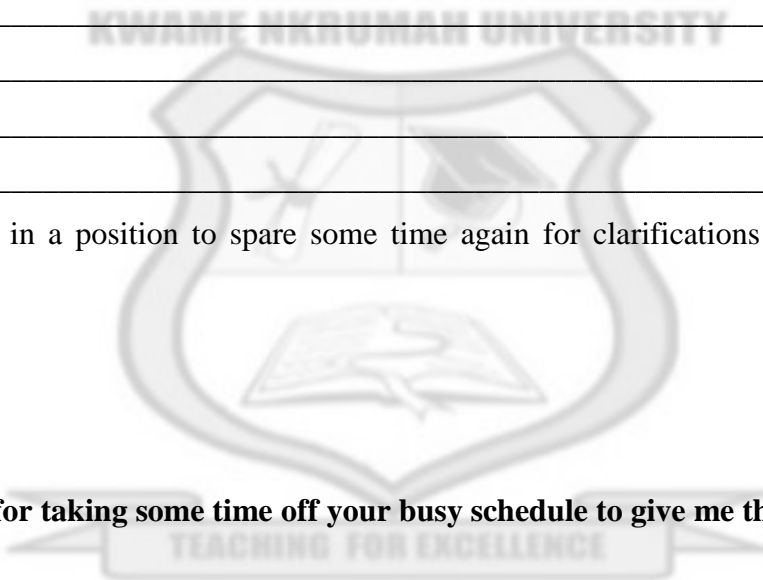 KWAME NKRUMAH UNIVERSITY
in a position to spare some time again for clarifications
for taking some time off your busy schedule to give me th
TEACHING FOR EXCELLENCE